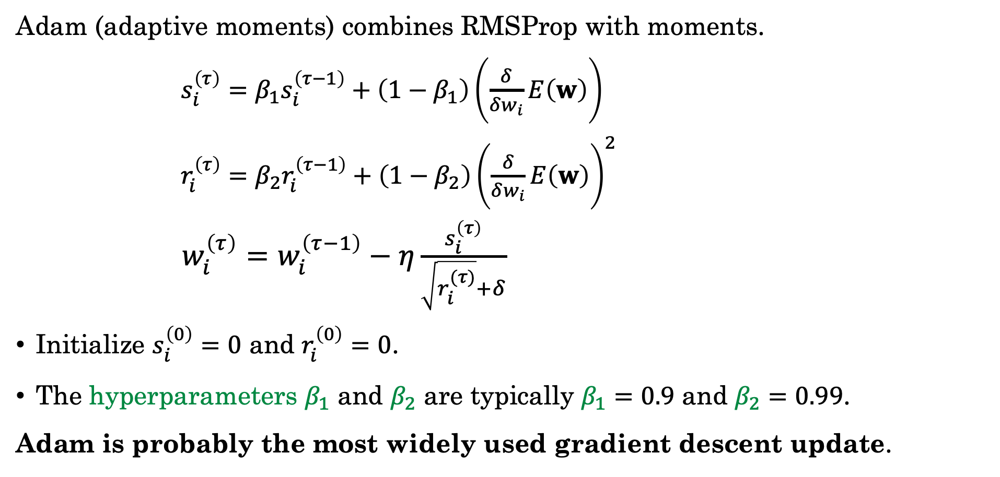 Adam (adaptive moments) combines RMSProp with moments.
$s_i^{(\tau)} = \beta_1 s_i^{(\tau-1)} + (1 - \beta_1) \left( \frac{\delta}{\delta w_i} E(\mathbf{w}) \right)$
$r_i^{(\tau)} = \beta_2 r_i^{(\tau-1)} + (1 - \beta_2) \left( \frac{\delta}{\delta w_i} E(\mathbf{w}) \right)^2$
$w_i^{(\tau)} = w_i^{(\tau-1)} - \eta \frac{s_i^{(\tau)}}{\sqrt{r_i^{(\tau)}} + \delta}$
• Initialize $s_i^{(0)} = 0$ and $r_i^{(0)} = 0$.
• The hyperparameters $\beta_1$ and $\beta_2$ are typically $\beta_1 = 0.9$ and $\beta_2 = 0.99$.
Adam is probably the most widely used gradient descent update.